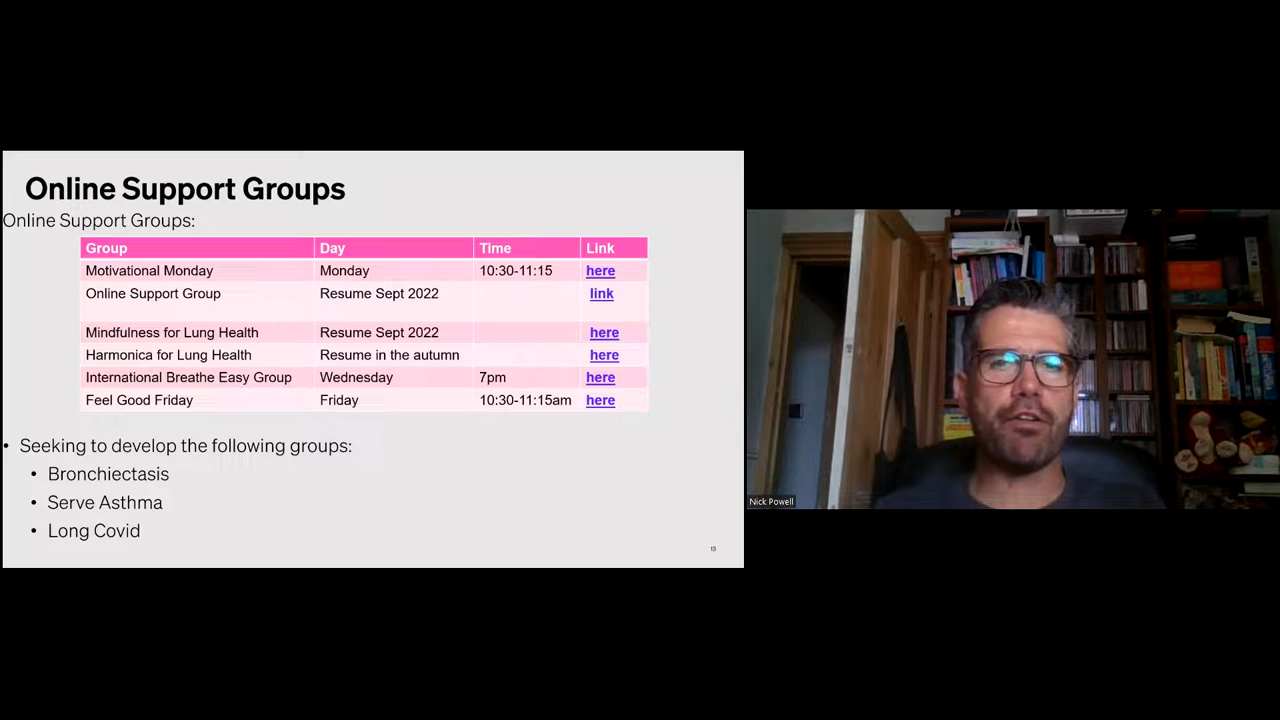 Online Support Groups
Online Support Groups:
Group Day Time Link
Motivational Monday Monday 10:30-11:15 here
Online Support Group Resume Sept 2022 link
Mindfulness for Lung Health Resume Sept 2022 here
Harmonica for Lung Health Resume in the autumn here
International Breathe Easy Group Wednesday 7pm here
Feel Good Friday Friday 10:30-11:15am here
• Seeking to develop the following groups:
• Bronchiectasis
• Serve Asthma
• Long Covid
13
Nick Powell